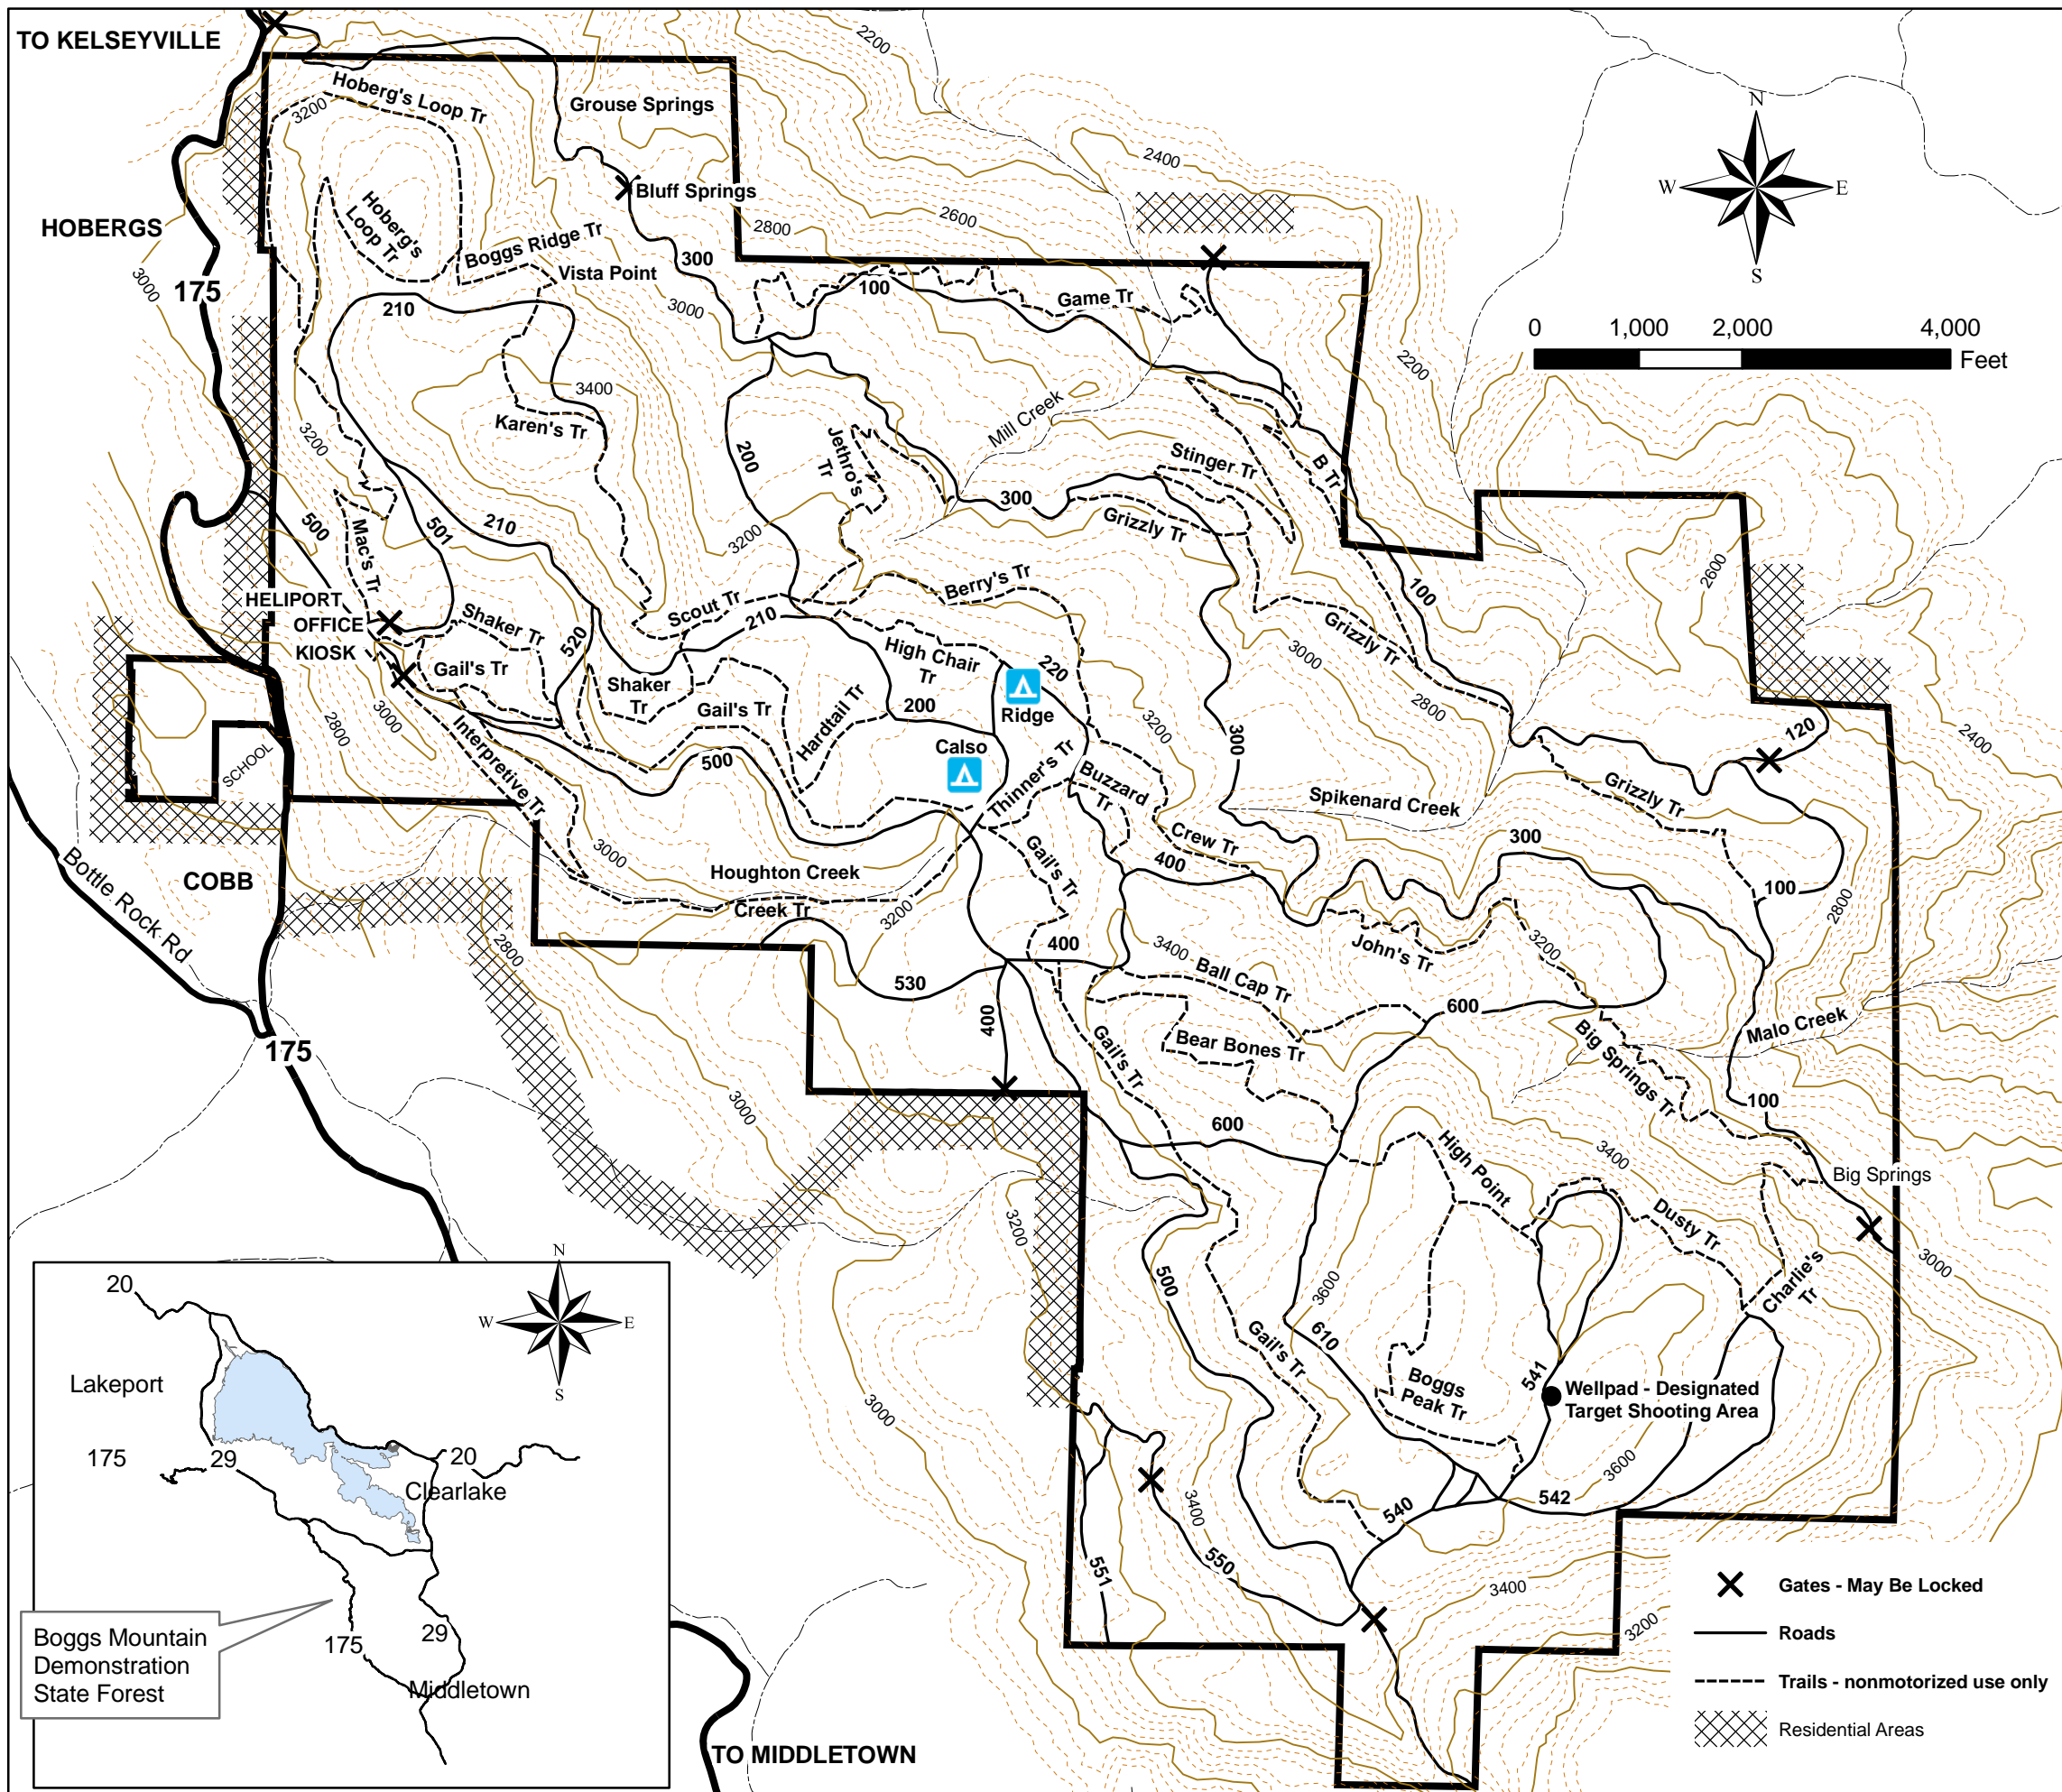 TO KELSEYVILLE
2200
Hoberg's Loop Tr
3200
Grouse Springs
2400
N
W
E
S
Bluff Springs
HOBERGS
Hoberg's
Loop Tr
Boggs Ridge Tr
Vista Point
2600
2800
3000
175
300
100
Game Tr
210
3000
0
1,000
2,000
4,000
Feet
2200
3400
Karen's Tr
3200
Mill Creek
200
Jethro's
Tr
Stinger Tr
B Tr
500
Mac's Tr
501
210
300
Grizzly Tr
3200
2600
HELIPORT
OFFICE
KIOSK
Shaker Tr
Scout Tr
Berry's Tr
100
Gail's Tr
520
210
High Chair
Tr
220
Grizzly Tr
3000
2800
Shaker
Tr
Gail's Tr
Hardtail Tr
200
Ridge
3200
300
120
2400
SCHOOL
2800
3000
Interpretive Tr
500
Calso
Thinner's Tr
Buzzard
Tr
Spikenard Creek
Grizzly Tr
COBB
Bottle Rock Rd
3000
Houghton Creek
Creek Tr
Gail's Tr
Crew Tr
400
300
100
2800
3200
2800
530
400
3400
Ball Cap Tr
John's Tr
3200
600
400
Gail's Tr
Bear Bones Tr
Big Springs Tr
Malo Creek
175
3000
600
100
High Point
3400
Big Springs
3200
Dusty Tr
Charlie's
Tr
3000
500
3600
610
Gail's Tr
Boggs
Peak Tr
541
Wellpad - Designated
Target Shooting Area
3000
3400
3600
540
542
550
551
3400
3200
Gates - May Be Locked
Roads
Trails - nonmotorized use only
Residential Areas
N
W
E
S
20
Lakeport
175
29
20
Clearlake
Boggs Mountain
Demonstration
State Forest
175
29
Middletown
TO MIDDLETOWN